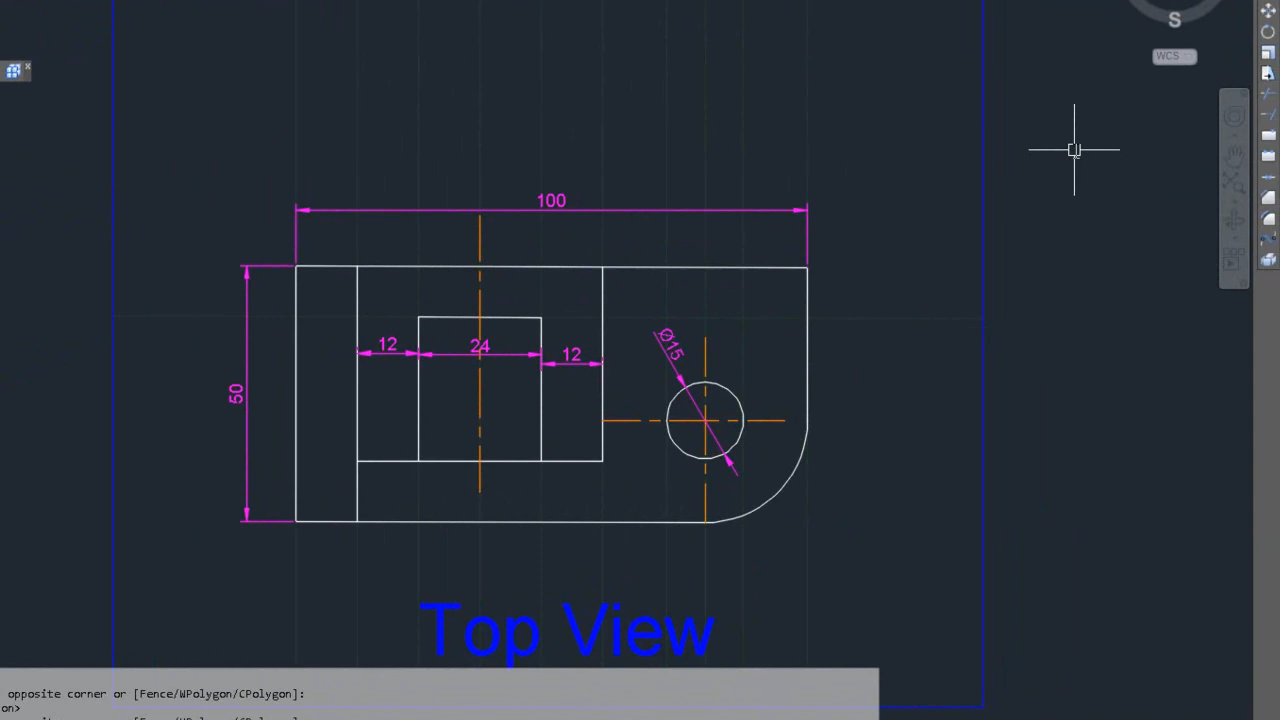 S
WCS
100
Ø15
12
24
12
50
Top View
opposite corner or [Fence/WPolygon/CPolygon]:
on>